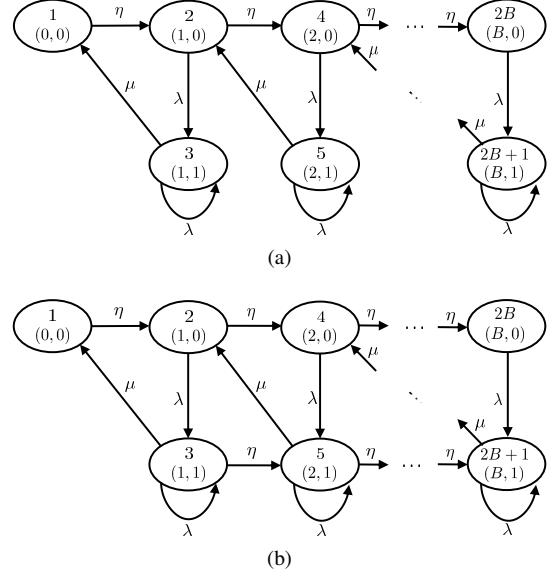 η η η η
1 2 4 ⋯ 2B
(0, 0) (1, 0) (2, 0) (B, 0)
μ
μ λ μ λ λ
⋱ μ
3 5 2B + 1
(1, 1) (2, 1) (B, 1)
λ λ λ
(a)
η η η η
1 2 4 ⋯ 2B
(0, 0) (1, 0) (2, 0) (B, 0)
μ
μ λ μ λ λ
⋱ μ
η η η η
3 5 ⋯ 2B + 1
(1, 1) (2, 1) (B, 1)
λ λ λ
(b)